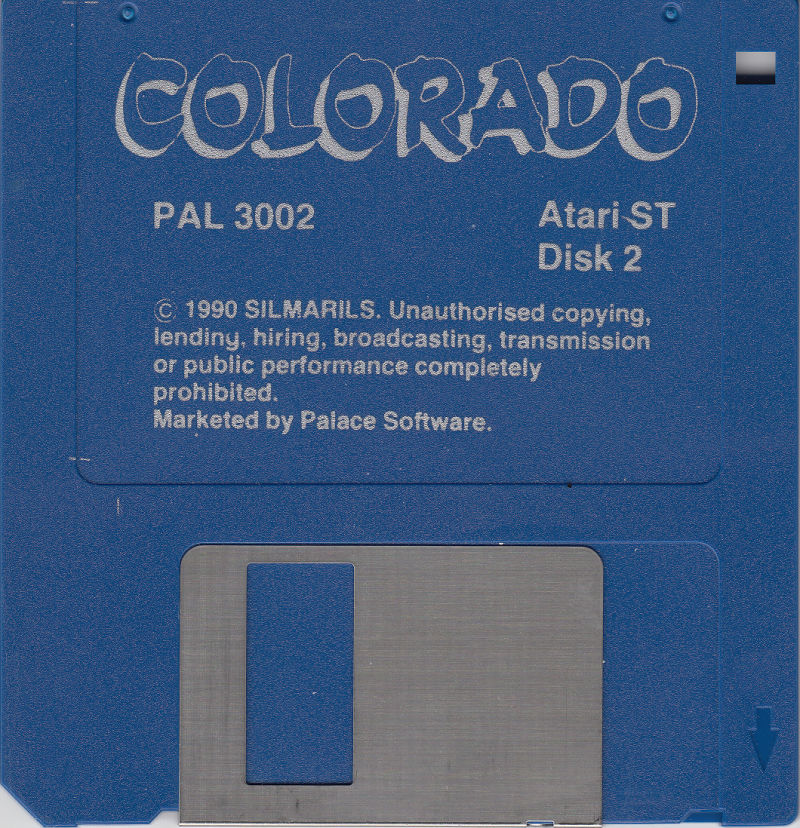 COLORADO
PAL 3002
Atari ST
Disk 2
© 1990 SILMARILS. Unauthorised copying,
lending, hiring, broadcasting, transmission
or public performance completely
prohibited.
Marketed by Palace Software.